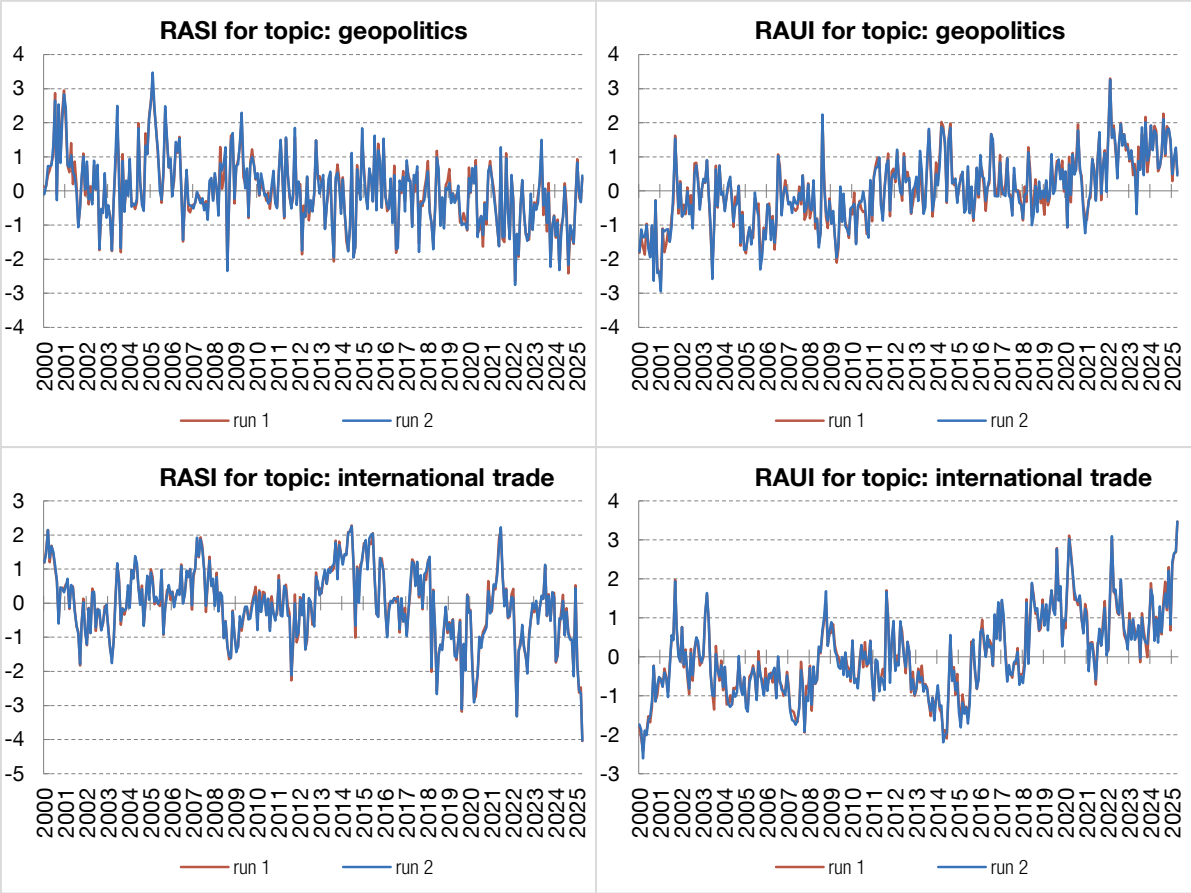 RASI for topic: geopolitics
4
3
2
1
0
-1
-2
-3
-4
2000 2001 2002 2003 2004 2005 2006 2007 2008 2009 2010 2011 2012 2013 2014 2015 2016 2017 2018 2019 2020 2021 2022 2023 2025
run 1 run 2
RAUI for topic: geopolitics
4
3
2
1
0
-1
-2
-3
-4
2000 2001 2002 2003 2004 2005 2006 2007 2008 2009 2010 2011 2012 2013 2014 2015 2016 2017 2018 2019 2020 2021 2022 2023 2024 2025
run 1 run 2
RASI for topic: international trade
3
2
1
0
-1
-2
-3
-4
-5
2000 2001 2002 2003 2004 2005 2006 2007 2008 2009 2010 2011 2012 2013 2014 2015 2016 2017 2018 2019 2020 2021 2022 2023 2025
run 1 run 2
RAUI for topic: international trade
4
3
2
1
0
-1
-2
-3
2000 2001 2002 2003 2004 2005 2006 2007 2008 2009 2010 2011 2012 2013 2014 2015 2016 2017 2018 2019 2020 2021 2022 2023 2024 2025
run 1 run 2